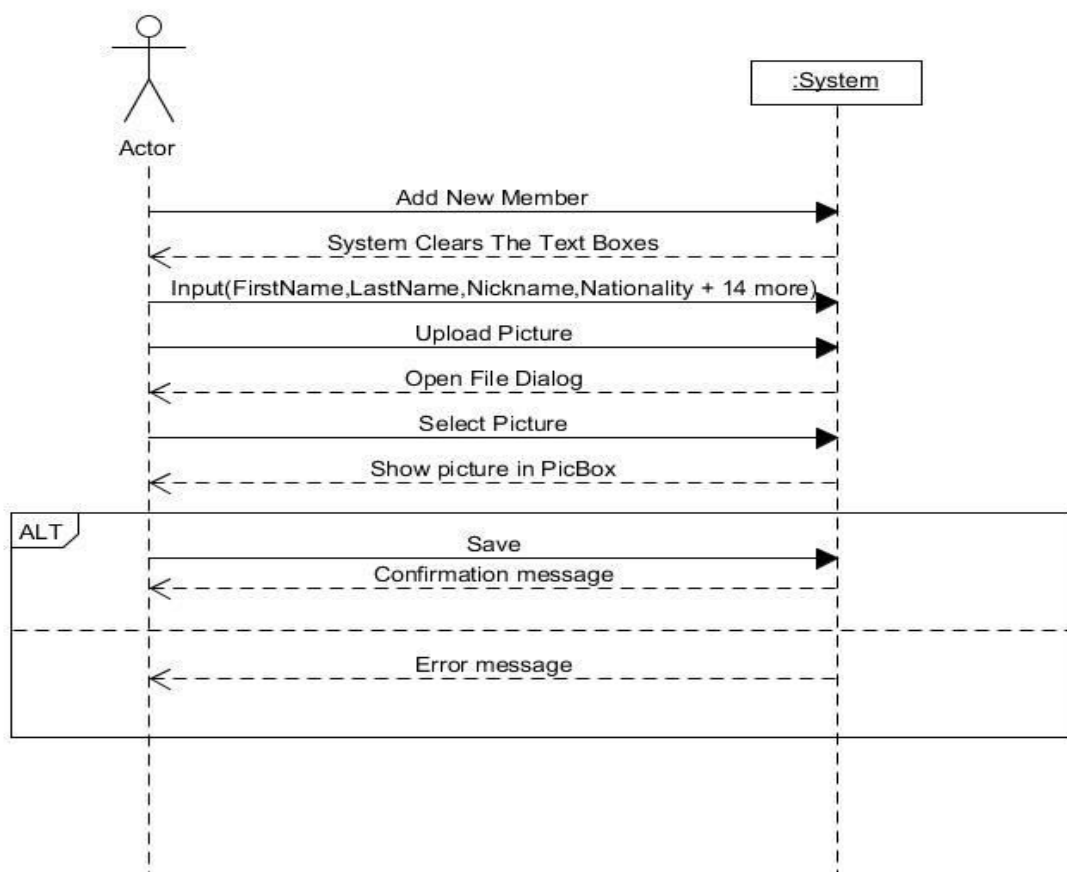 :System
Actor
Add New Member
System Clears The Text Boxes
Input(FirstName,LastName,Nickname,Nationality + 14 more)
Upload Picture
Open File Dialog
Select Picture
Show picture in PicBox
ALT
Save
Confirmation message
Error message